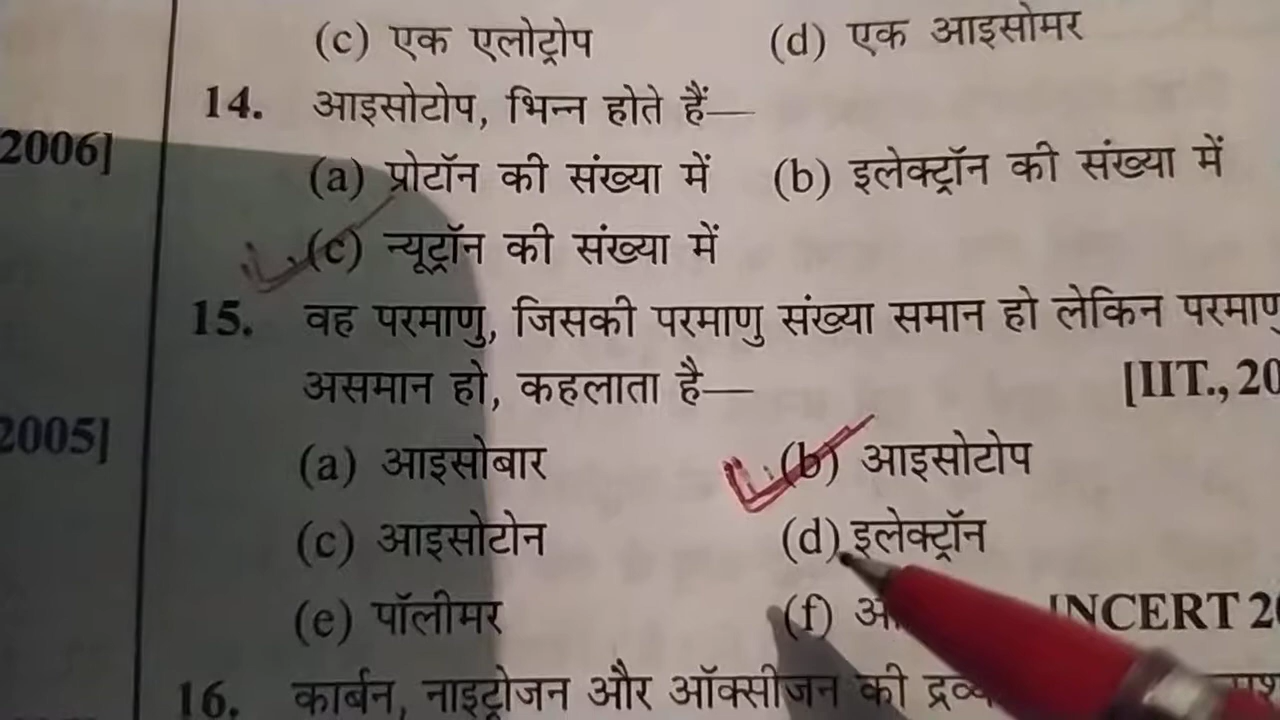 (c) एक एलोट्रोप (d) एक आइसोमर
14. आइसोटोप, भिन्न होते हैं—
2006]
(a) प्रोटॉन की संख्या में (b) इलेक्ट्रॉन की संख्या में
(c) न्यूट्रॉन की संख्या में
15. वह परमाणु, जिसकी परमाणु संख्या समान हो लेकिन
असमान हो, कहलाता है— [IIT., 20
2005]
(a) आइसोबार (b) आइसोटोप
(c) आइसोटोन (d) इलेक्ट्रॉन
(e) पॉलीमर (f) NCERT 20
16. कार्बन, नाइट्रोजन और ऑक्सीजन की